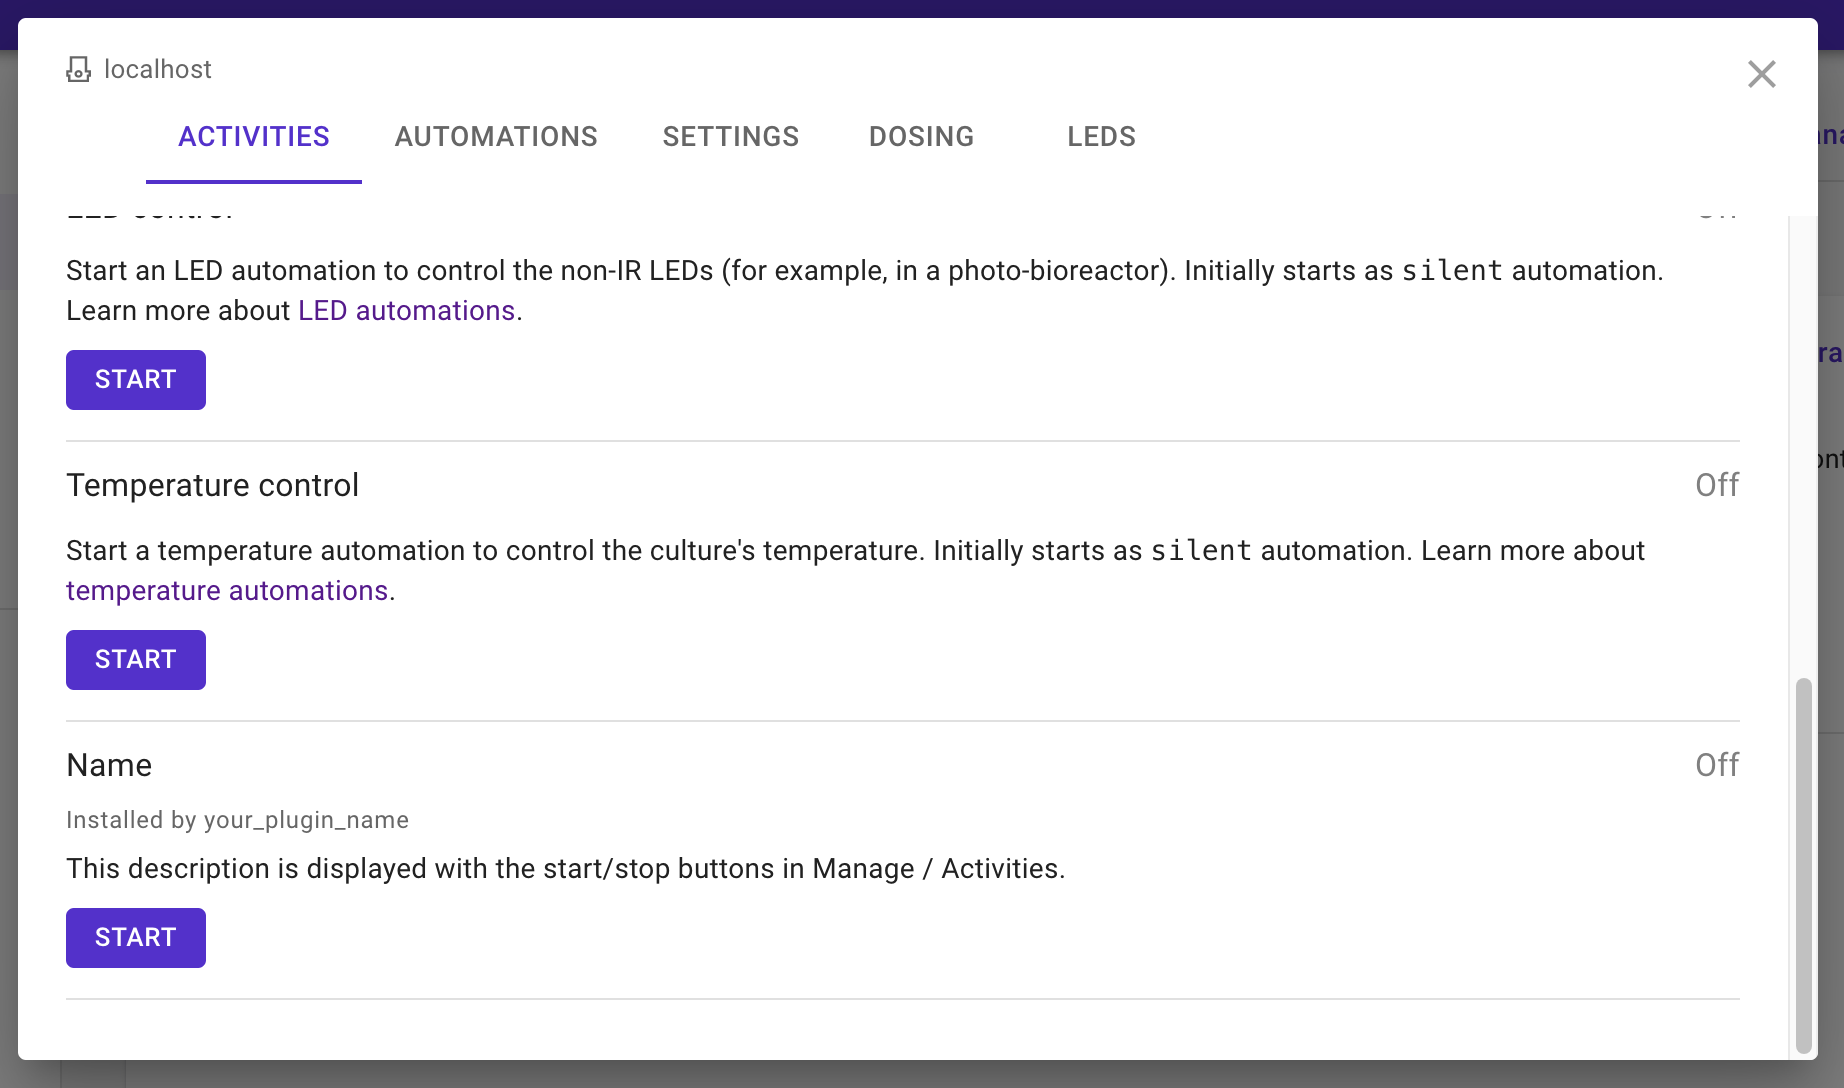 localhost
ACTIVITIES AUTOMATIONS SETTINGS DOSING LEDS
Start an LED automation to control the non-IR LEDs (for example, in a photo-bioreactor). Initially starts as silent automation.
Learn more about LED automations.
START
Temperature control Off
Start a temperature automation to control the culture's temperature. Initially starts as silent automation. Learn more about
temperature automations.
START
Name Off
Installed by your_plugin_name
This description is displayed with the start/stop buttons in Manage / Activities.
START